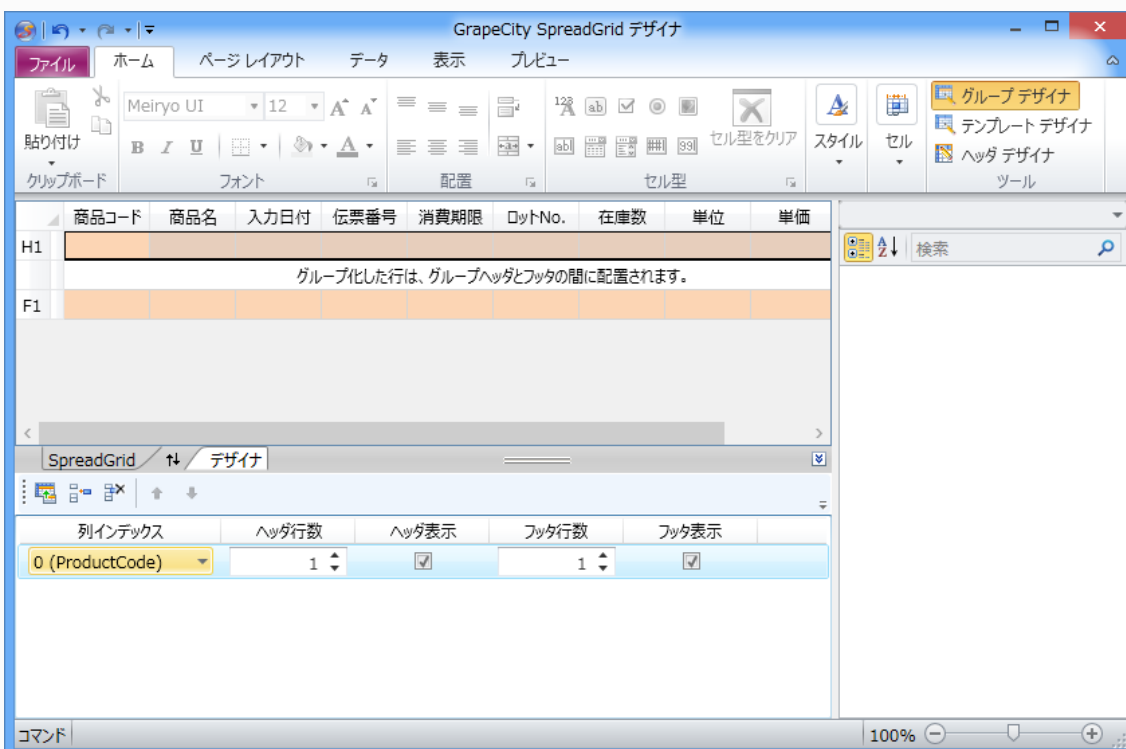 GrapeCity SpreadGrid デザイナ
ファイル ホーム ページ レイアウト データ 表示 プレビュー
貼り付け
クリップボード
Meiryo UI 12
B I U A
フォント
配置
セル型をクリア
セル型
スタイル
セル
グループ デザイナ
テンプレート デザイナ
ヘッダ デザイナ
ツール
商品コード 商品名 入力日付 伝票番号 消費期限 ロットNo. 在庫数 単位 単価
H1
グループ化した行は、グループヘッダとフッタの間に配置されます。
F1
検索
SpreadGrid デザイナ
列インデックス ヘッダ行数 ヘッダ表示 フッタ行数 フッタ表示
0 (ProductCode) 1 1
コマンド 100%